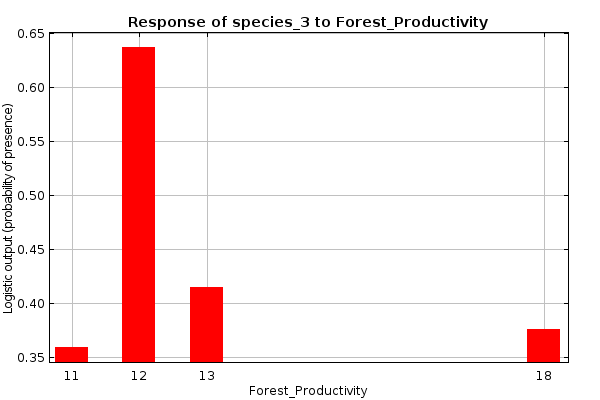 Response of species_3 to Forest_Productivity
Logistic output (probability of presence)
0.65
0.60
0.55
0.50
0.45
0.40
0.35
11 12 13 18
Forest_Productivity